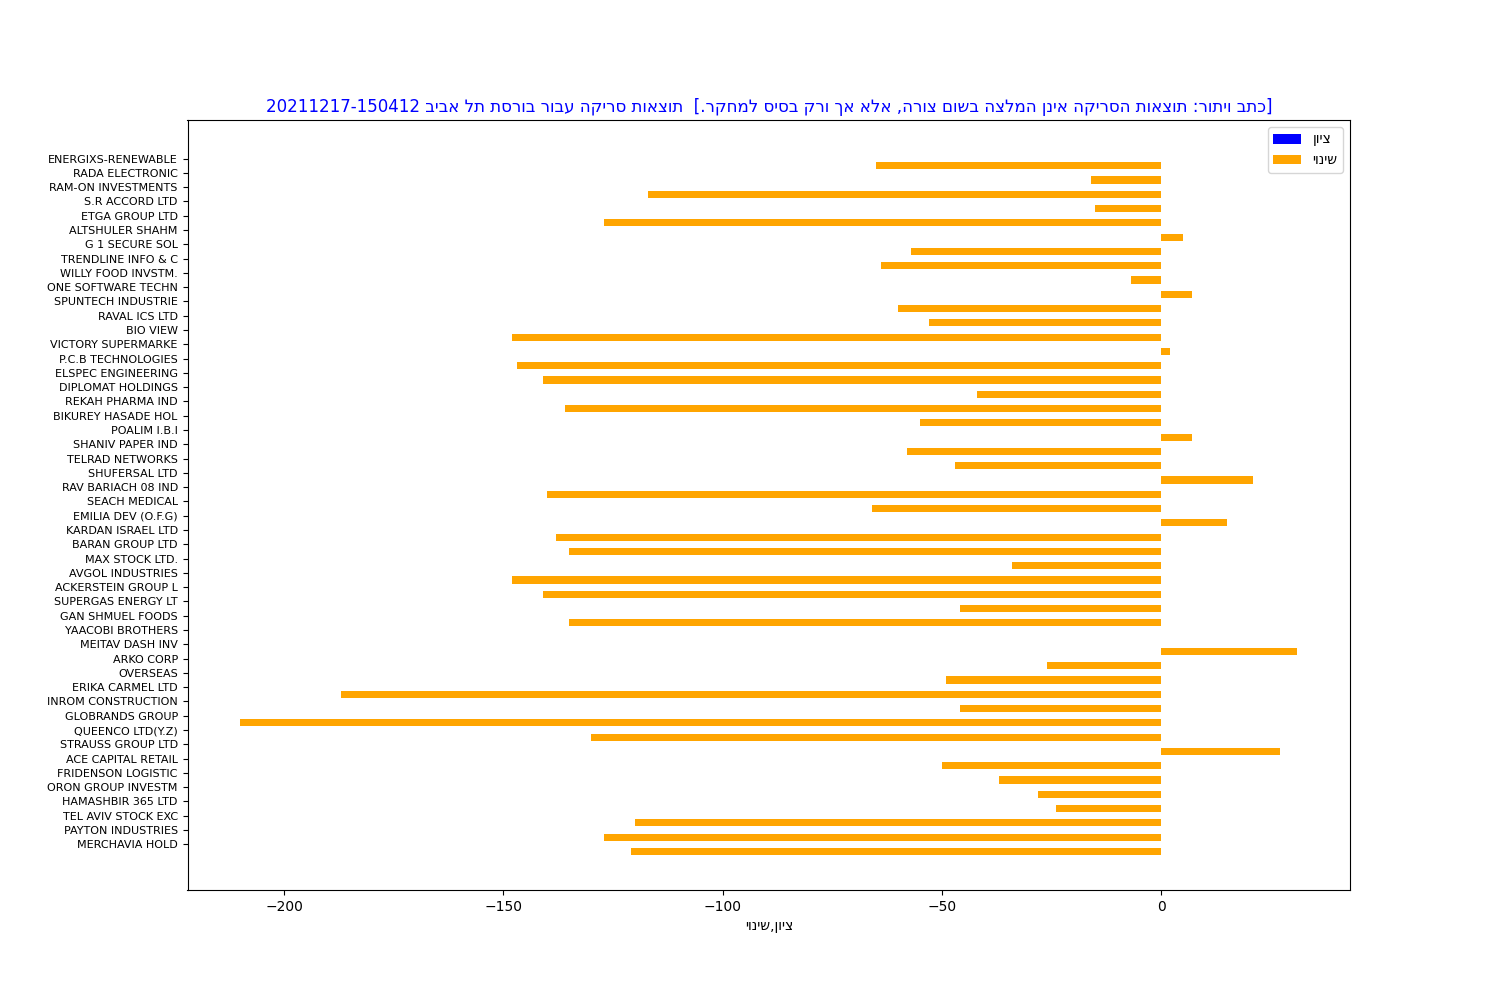 [כתב ויתור: תוצאות הסריקה אינן המלצה בשום צורה, אלא אך ורק בסיס למחקר.] תוצאות סריקה עבור בורסת תל אביב 20211217-150412
ציון
שינוי
ENERGIXS-RENEWABLE
RADA ELECTRONIC
RAM-ON INVESTMENTS
S.R ACCORD LTD
ETGA GROUP LTD
ALTSHULER SHAHM
G 1 SECURE SOL
TRENDLINE INFO & C
WILLY FOOD INVSTM.
ONE SOFTWARE TECHN
SPUNTECH INDUSTRIE
RAVAL ICS LTD
BIO VIEW
VICTORY SUPERMARKE
P.C.B TECHNOLOGIES
ELSPEC ENGINEERING
DIPLOMAT HOLDINGS
REKAH PHARMA IND
BIKUREY HASADE HOL
POALIM I.B.I
SHANIV PAPER IND
TELRAD NETWORKS
SHUFERSAL LTD
RAV BARIACH 08 IND
SEACH MEDICAL
EMILIA DEV (O.F.G)
KARDAN ISRAEL LTD
BARAN GROUP LTD
MAX STOCK LTD.
AVGOL INDUSTRIES
ACKERSTEIN GROUP L
SUPERGAS ENERGY LT
GAN SHMUEL FOODS
YAACOBI BROTHERS
MEITAV DASH INV
ARKO CORP
OVERSEAS
ERIKA CARMEL LTD
INROM CONSTRUCTION
GLOBRANDS GROUP
QUEENCO LTD(Y.Z)
STRAUSS GROUP LTD
ACE CAPITAL RETAIL
FRIDENSON LOGISTIC
ORON GROUP INVESTM
HAMASHBIR 365 LTD
TEL AVIV STOCK EXC
PAYTON INDUSTRIES
MERCHAVIA HOLD
−200 −150 −100 −50 0
ציון,שינוי